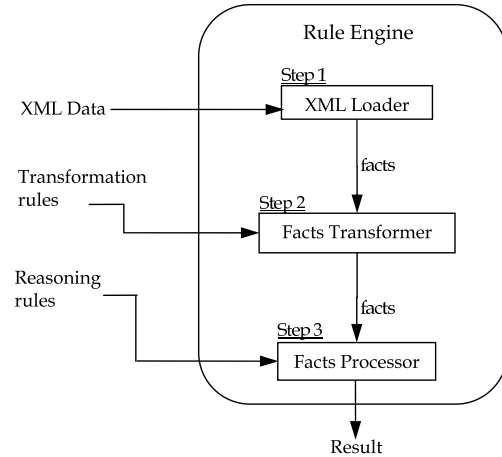 Rule Engine
Step 1
XML Data
XML Loader
facts
Transformation
rules
Step 2
Facts Transformer
Reasoning
rules
facts
Step 3
Facts Processor
Result